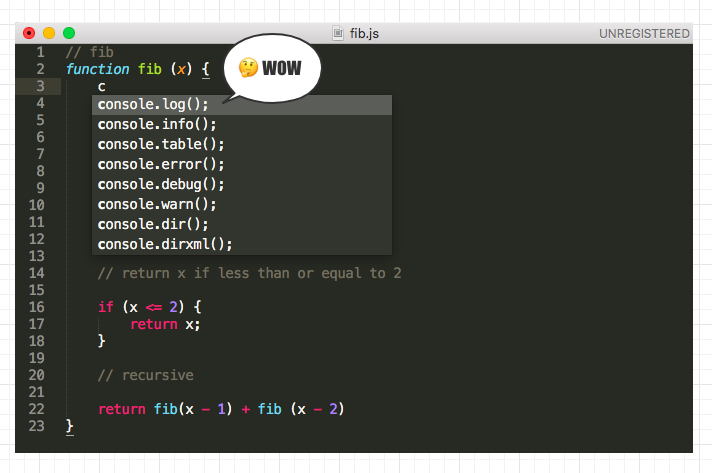 fib.js
UNREGISTERED
WOW
1 // fib
2 function fib (x) {
3 c
4
5
6
7
8
9
10
11
12
13
console.log();
console.info();
console.table();
console.error();
console.debug();
console.warn();
console.dir();
console.dirxml();
14 // return x if less than or equal to 2
15
16 if (x <= 2) {
17 return x;
18 }
19
20 // recursive
21
22 return fib(x - 1) + fib (x - 2)
23 }